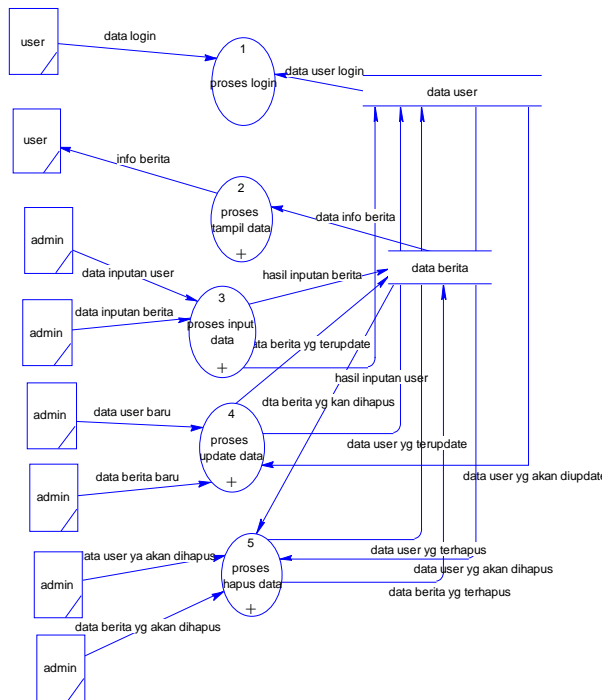 user
data login
1
proses login
data user login
data user
user
info berita
2
proses
tampil data
+
data info berita
admin
data inputan user
data berita
hasil inputan berita
data inputan berita
3
proses input
data
+
admin
ata berita yg terupdate
hasil inputan user
dta berita yg kan dihapus
admin
data user baru
4
proses
update data
+
data user yg terupdate
data user yg akan diupdate
data berita baru
admin
5
proses
hapus data
+
data user yg terhapus
ata user ya akan dihapus
data user yg akan dihapus
admin
data berita yg terhapus
data berita yg akan dihapus
admin